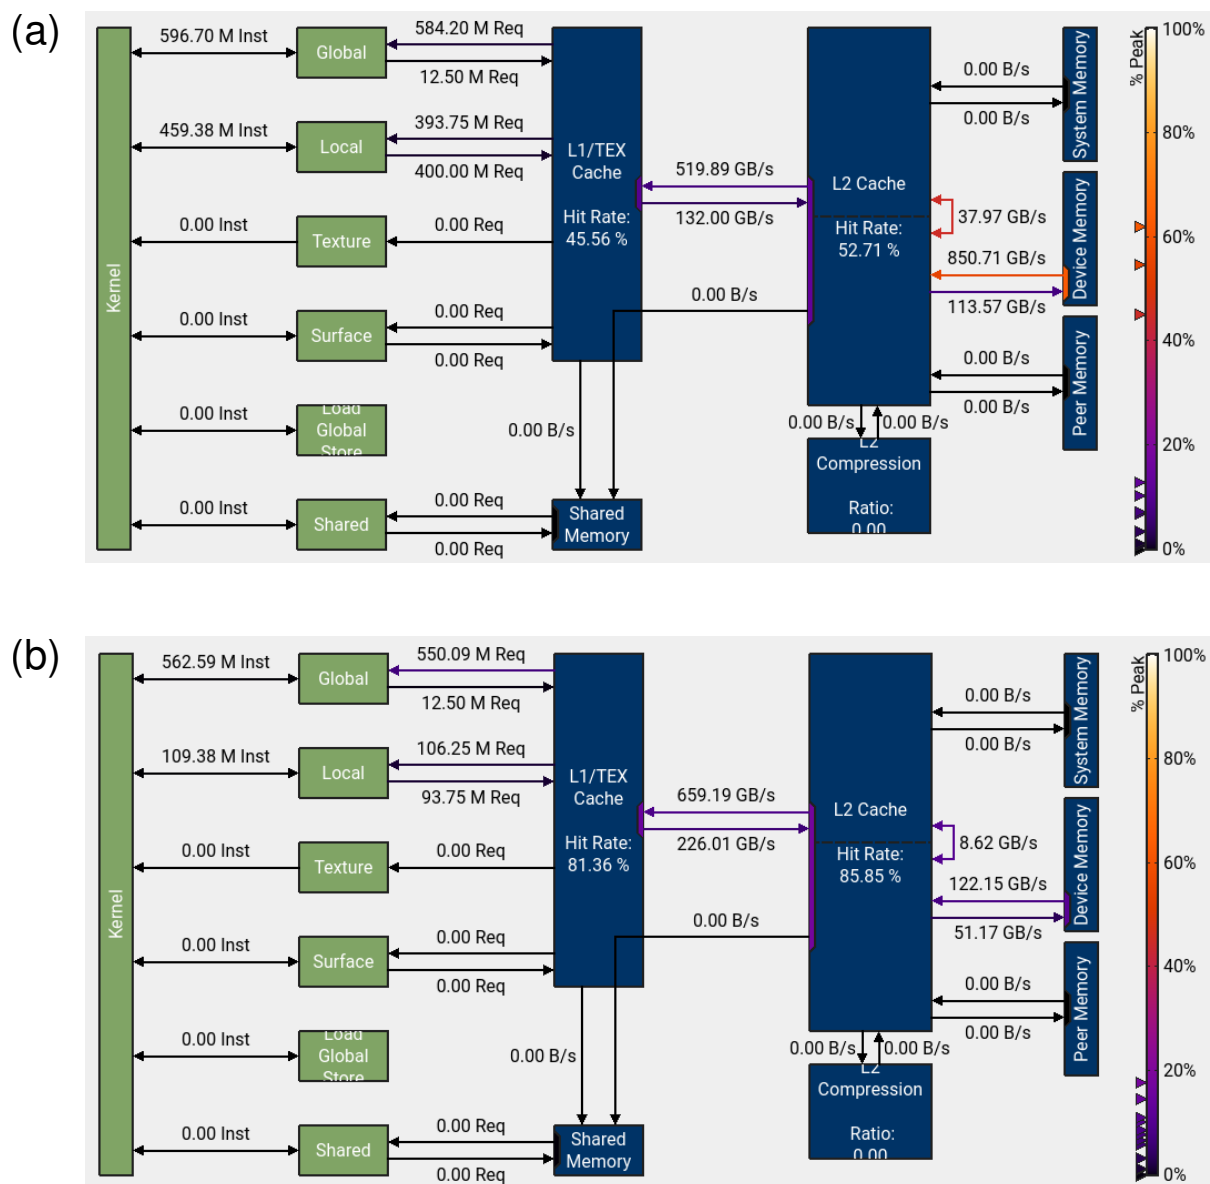 (a)
596.70 M Inst
Global
584.20 M Req
12.50 M Req
459.38 M Inst
Local
393.75 M Req
400.00 M Req
0.00 Inst
Texture
0.00 Req
0.00 Inst
Surface
0.00 Req
0.00 Req
0.00 Inst
Load
Global
Store
0.00 Inst
Shared
0.00 Req
0.00 Req
Kernel
L1/TEX
Cache
Hit Rate:
45.56 %
519.89 GB/s
132.00 GB/s
0.00 B/s
0.00 B/s
Shared
Memory
L2 Cache
Hit Rate:
52.71 %
0.00 B/s
0.00 B/s
System Memory
37.97 GB/s
850.71 GB/s
113.57 GB/s
Device Memory
0.00 B/s
0.00 B/s
Peer Memory
0.00 B/s
0.00 B/s
L2
Compression
Ratio:
0.00
% Peak
100%
80%
60%
40%
20%
0%
(b)
562.59 M Inst
Global
550.09 M Req
12.50 M Req
109.38 M Inst
Local
106.25 M Req
93.75 M Req
0.00 Inst
Texture
0.00 Req
0.00 Inst
Surface
0.00 Req
0.00 Req
0.00 Inst
Load
Global
Store
0.00 Inst
Shared
0.00 Req
0.00 Req
Kernel
L1/TEX
Cache
Hit Rate:
81.36 %
659.19 GB/s
226.01 GB/s
0.00 B/s
0.00 B/s
Shared
Memory
L2 Cache
Hit Rate:
85.85 %
0.00 B/s
0.00 B/s
System Memory
8.62 GB/s
122.15 GB/s
51.17 GB/s
Device Memory
0.00 B/s
0.00 B/s
Peer Memory
0.00 B/s
0.00 B/s
L2
Compression
Ratio:
0.00
% Peak
100%
80%
60%
40%
20%
0%